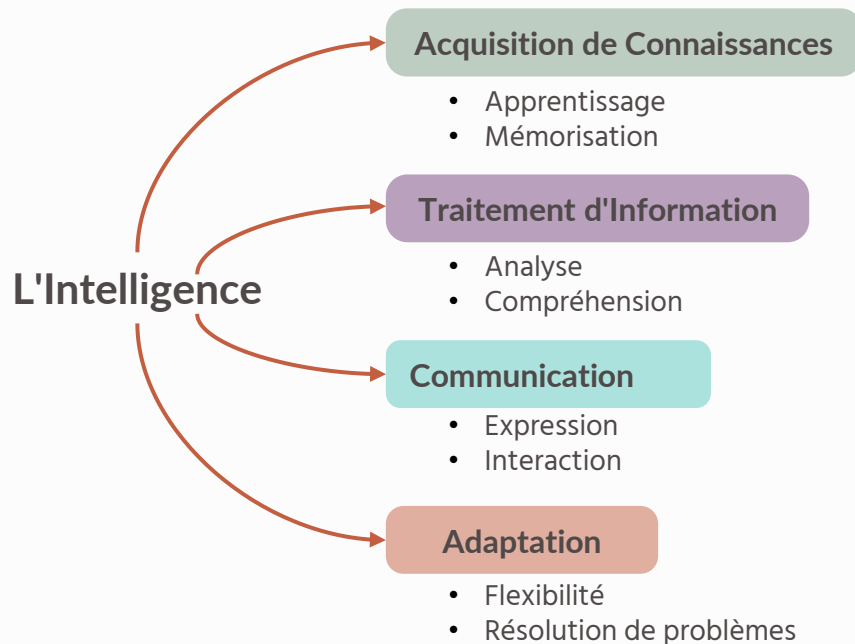 L'Intelligence
Acquisition de Connaissances
• Apprentissage
• Mémorisation
Traitement d'Information
• Analyse
• Compréhension
Communication
• Expression
• Interaction
Adaptation
• Flexibilité
• Résolution de problèmes